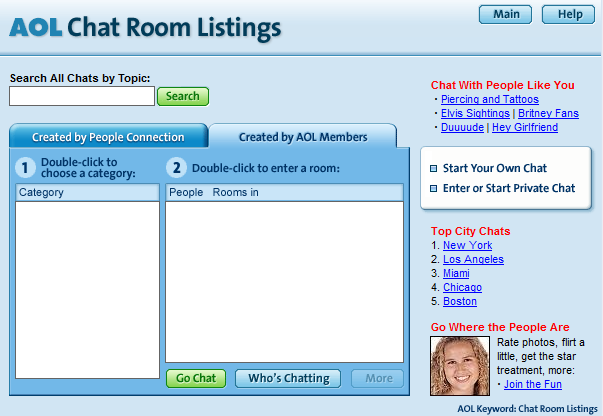 AOL Chat Room Listings
Main
Help
Search All Chats by Topic:
Search
Created by People Connection
Created by AOL Members
1 Double-click to
choose a category:
2 Double-click to enter a room:
Category
People Rooms in
Go Chat
Who's Chatting
More
Chat With People Like You
· Piercing and Tattoos
· Elvis Sightings | Britney Fans
· Duuuude | Hey Girlfriend
Start Your Own Chat
Enter or Start Private Chat
Top City Chats
1. New York
2. Los Angeles
3. Miami
4. Chicago
5. Boston
Go Where the People Are
Rate photos, flirt a
little, get the star
treatment, more:
· Join the Fun
AOL Keyword: Chat Room Listings